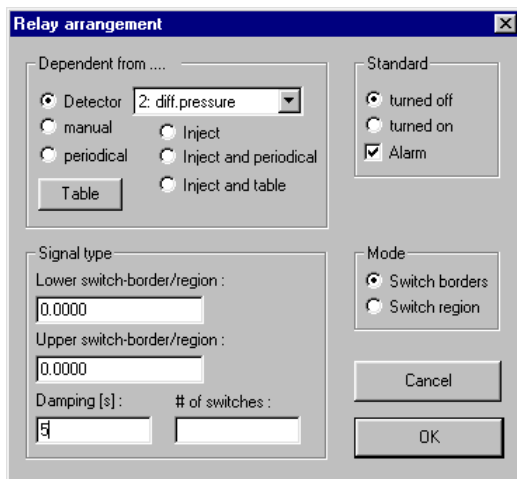 Relay arrangement
Dependent from ....
Detector
2: diff.pressure
manual
Inject
periodical
Inject and periodical
Table
Inject and table
Standard
turned off
turned on
Alarm
Signal type
Lower switch-border/region :
0.0000
Upper switch-border/region :
0.0000
Damping [s] :
# of switches :
5
Mode
Switch borders
Switch region
Cancel
OK